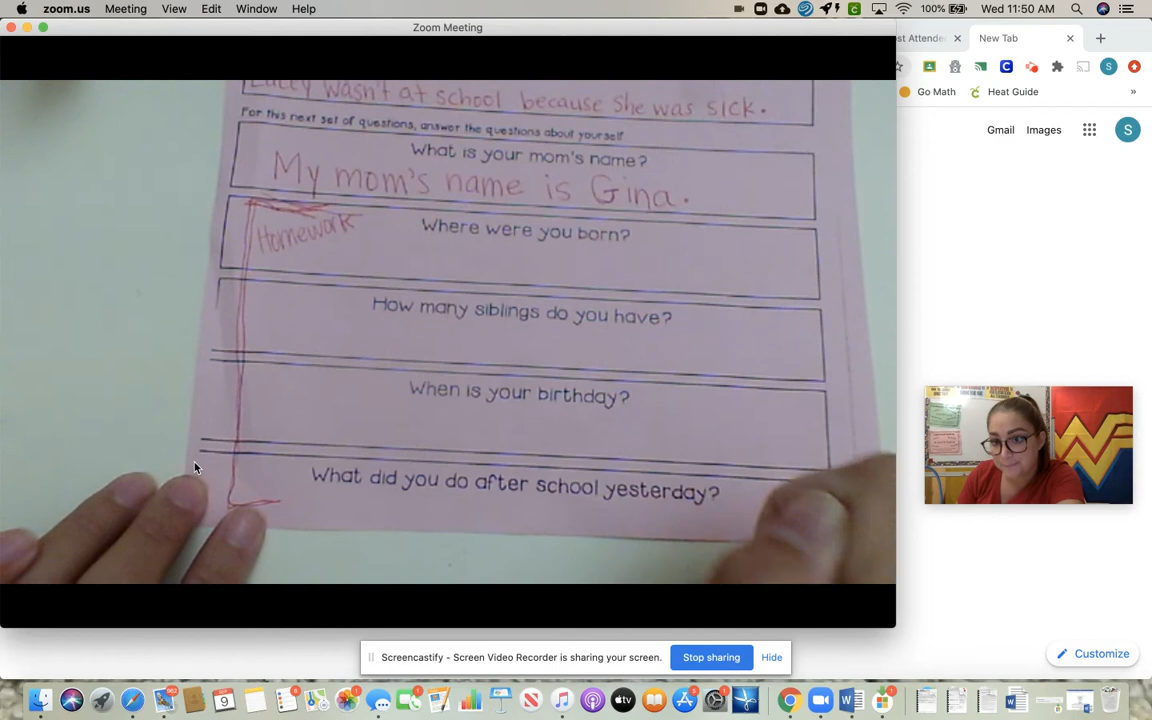 zoom.us Meeting View Edit Window Help
100%
Wed 11:50 AM
Zoom Meeting
st Attende
New Tab
S
Go Math
Heat Guide
»
Gmail
Images
S
wasn't at school because she was sick.
For this next set of questions, answer the questions about yourself
What is your mom's name?
My mom's name is Gina.
Homework
Where were you born?
How many siblings do you have?
When is your birthday?
What did you do after school yesterday?
Screencastify - Screen Video Recorder is sharing your screen.
Stop sharing
Hide
Customize